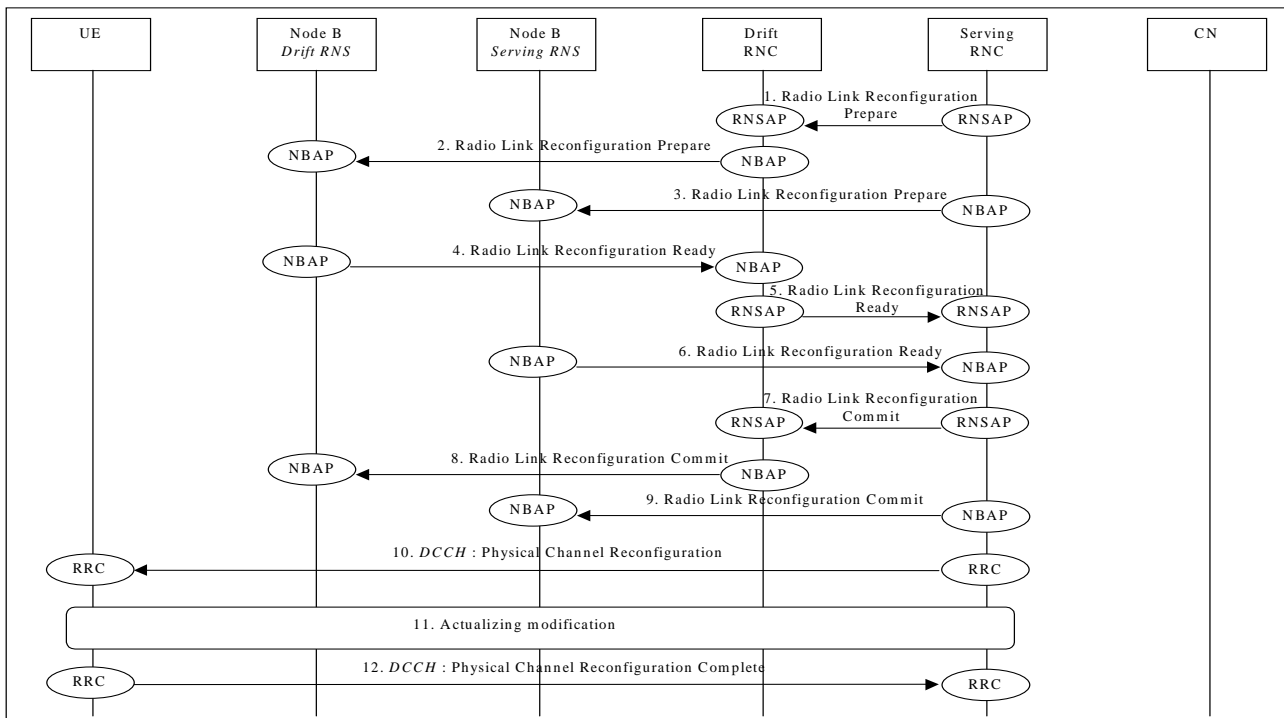 UE
Node B
Drift RNS
Node B
Serving RNS
Drift
RNC
Serving
RNC
CN
1. Radio Link Reconfiguration
Prepare
RNSAP
RNSAP
2. Radio Link Reconfiguration Prepare
NBAP
NBAP
3. Radio Link Reconfiguration Prepare
NBAP
NBAP
4. Radio Link Reconfiguration Ready
NBAP
NBAP
5. Radio Link Reconfiguration
Ready
RNSAP
RNSAP
6. Radio Link Reconfiguration Ready
NBAP
NBAP
7. Radio Link Reconfiguration
Commit
RNSAP
RNSAP
8. Radio Link Reconfiguration Commit
NBAP
NBAP
9. Radio Link Reconfiguration Commit
NBAP
NBAP
10. DCCH : Physical Channel Reconfiguration
RRC
RRC
11. Actualizing modification
12. DCCH : Physical Channel Reconfiguration Complete
RRC
RRC